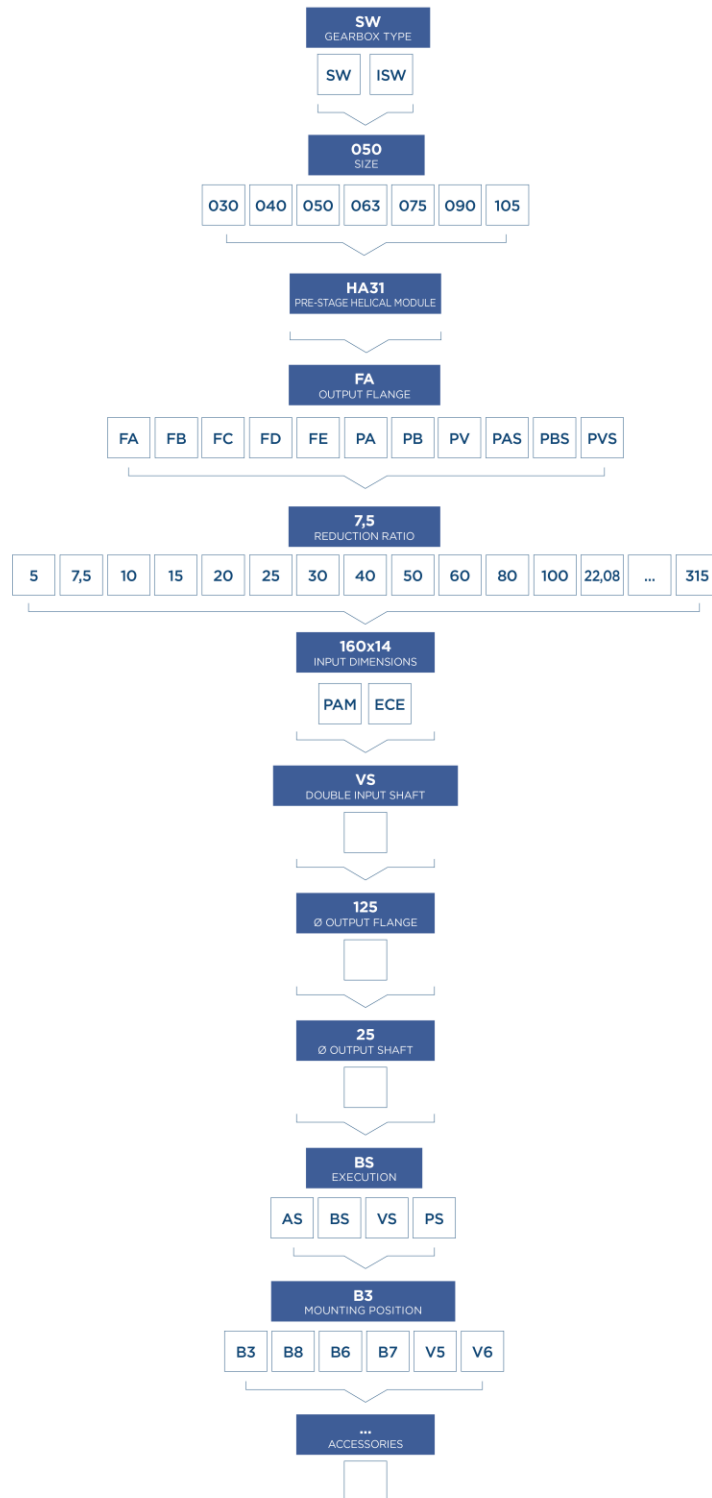 SW
GEARBOX TYPE
SW ISW
050
SIZE
030 040 050 063 075 090 105
HA31
PRE-STAGE HELICAL MODULE
FA
OUTPUT FLANGE
FA FB FC FD FE PA PB PV PAS PBS PVS
7,5
REDUCTION RATIO
5 7,5 10 15 20 25 30 40 50 60 80 100 22,08 ... 315
160x14
INPUT DIMENSIONS
PAM ECE
VS
DOUBLE INPUT SHAFT
125
Ø OUTPUT FLANGE
25
Ø OUTPUT SHAFT
BS
EXECUTION
AS BS VS PS
B3
MOUNTING POSITION
B3 B8 B6 B7 V5 V6
...
ACCESSORIES